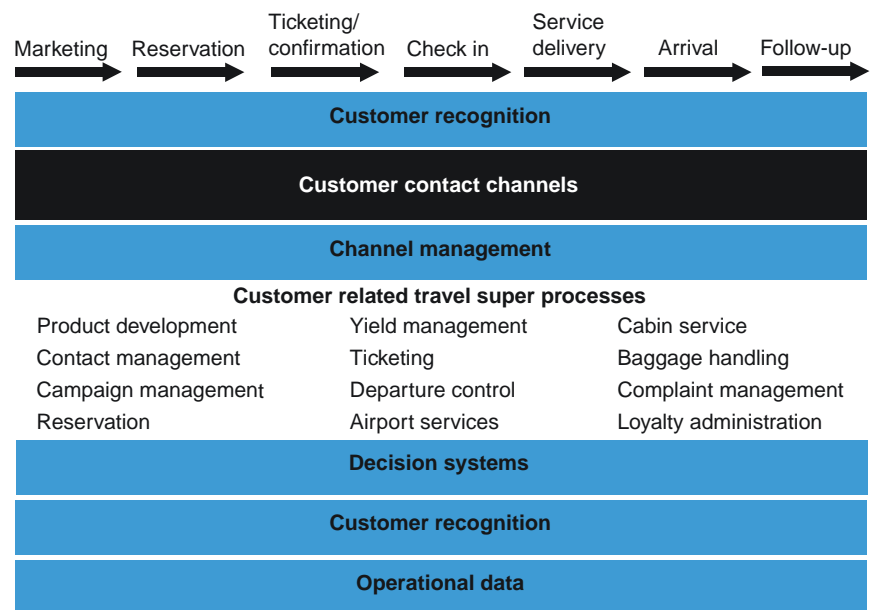 Marketing
Reservation
Ticketing/
confirmation
Check in
Service
delivery
Arrival
Follow-up
Customer recognition
Customer contact channels
Channel management
Customer related travel super processes
Product development
Yield management
Cabin service
Contact management
Ticketing
Baggage handling
Campaign management
Departure control
Complaint management
Reservation
Airport services
Loyalty administration
Decision systems
Customer recognition
Operational data